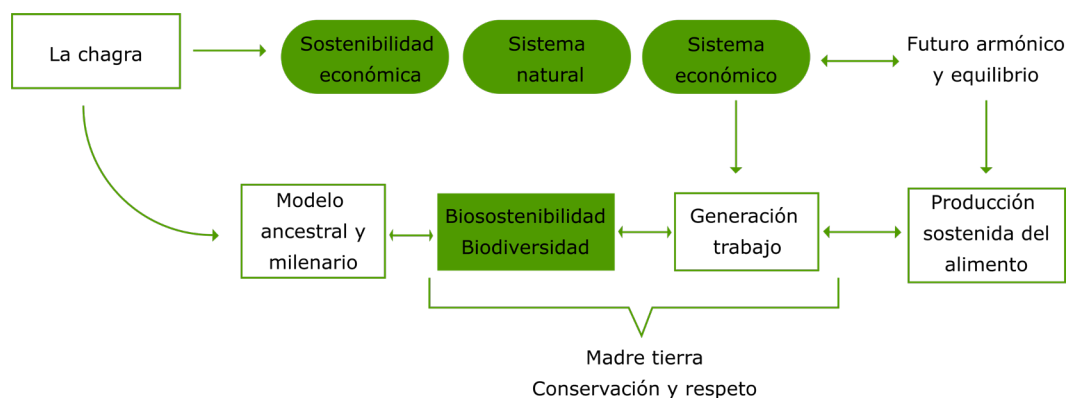 La chagra
Sostenibilidad
económica
Sistema
natural
Sistema
económico
Futuro armónico
y equilibrio
Modelo
ancestral y
milenario
Biosostenibilidad
Biodiversidad
Generación
trabajo
Producción
sostenida del
alimento
Madre tierra
Conservación y respeto